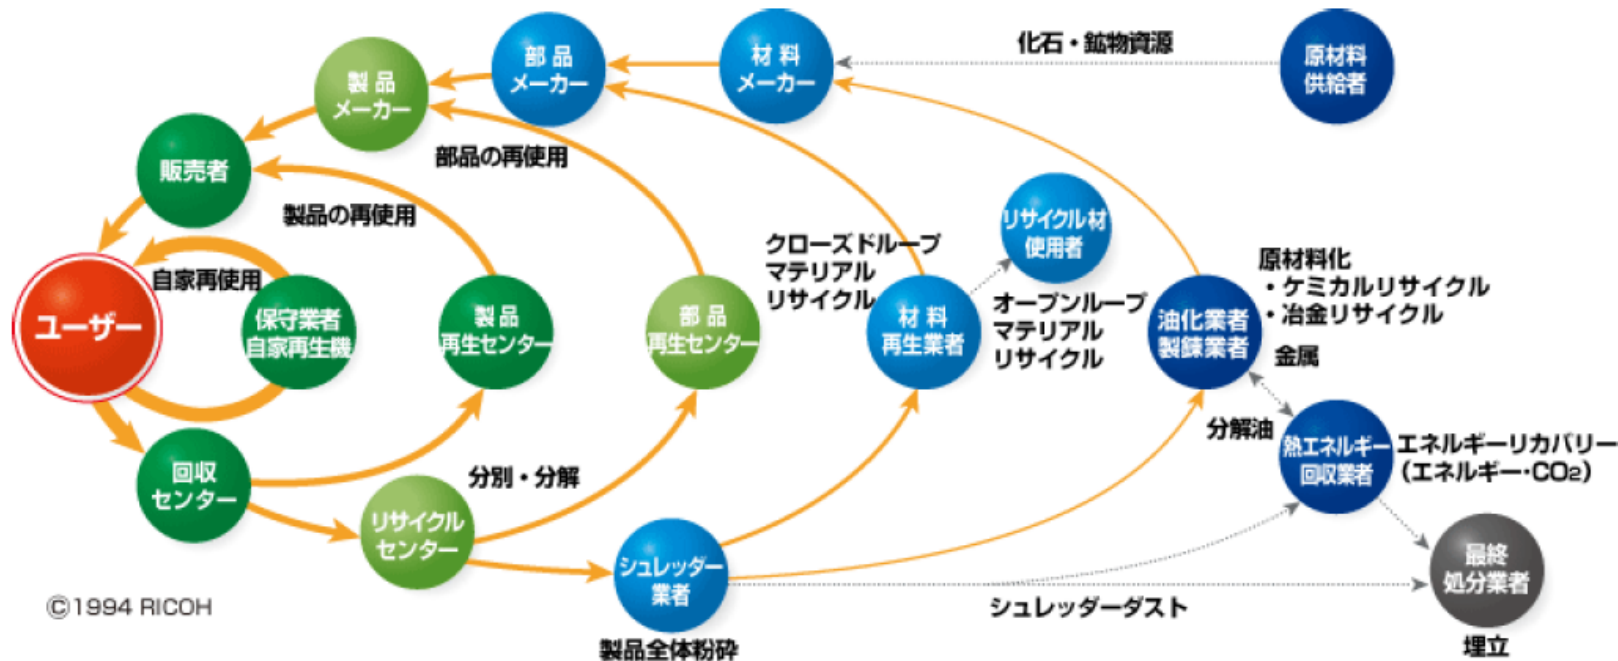 部品
メーカー
材料
メーカー
化石・鉱物資源
原材料
供給者
製品
メーカー
販売者
部品の再使用
製品の再使用
リサイクル材
使用者
クローズドループ
マテリアル
リサイクル
自家再使用
ユーザー
保守業者
自家再生機
製品
再生センター
部品
再生センター
材料
再生業者
オープンループ
マテリアル
リサイクル
油化業者
製錬業者
原材料化
・ケミカルリサイクル
・冶金リサイクル
金属
分解油
熱エネルギー
回収業者
エネルギーリカバリー
(エネルギー・CO₂)
回収
センター
分別・分解
リサイクル
センター
シュレッダー
業者
製品全体粉砕
シュレッダーダスト
最終
処分業者
埋立
©1994 RICOH